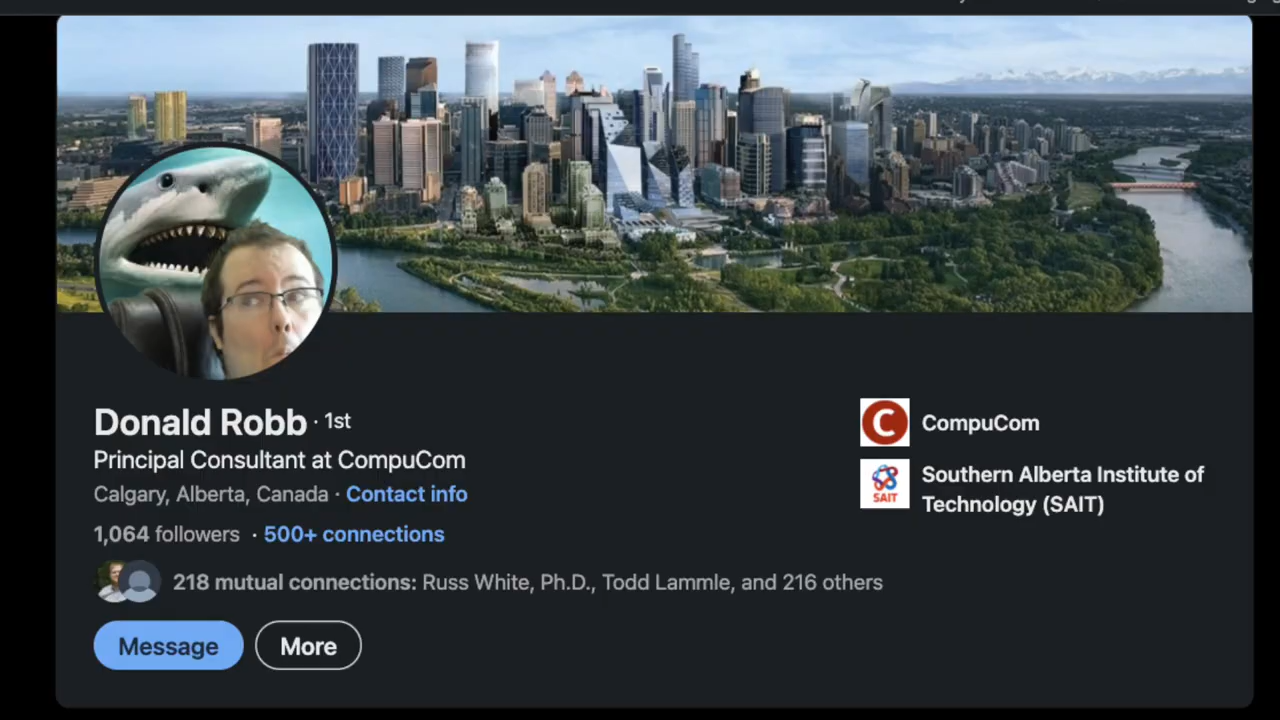 Donald Robb · 1st
Principal Consultant at CompuCom
Calgary, Alberta, Canada · Contact info
1,064 followers · 500+ connections
218 mutual connections: Russ White, Ph.D., Todd Lammle, and 216 others
Message More
C CompuCom
SAIT
Southern Alberta Institute of
Technology (SAIT)